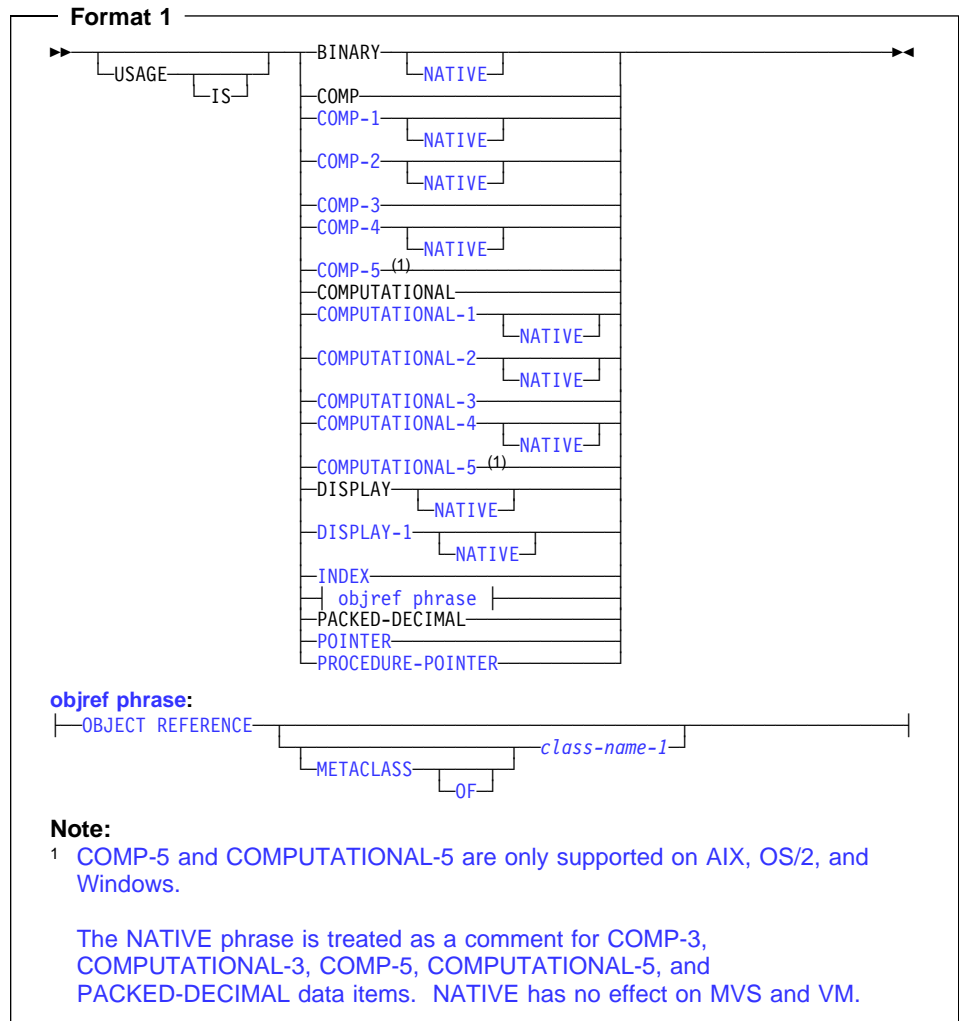 Format 1
BINARY
USAGE NATIVE
IS COMP
COMP-1
NATIVE
COMP-2
NATIVE
COMP-3
COMP-4
NATIVE
COMP-5 (1)
COMPUTATIONAL
COMPUTATIONAL-1
NATIVE
COMPUTATIONAL-2
NATIVE
COMPUTATIONAL-3
COMPUTATIONAL-4
NATIVE
COMPUTATIONAL-5 (1)
DISPLAY
NATIVE
DISPLAY-1
NATIVE
INDEX
objref phrase
PACKED-DECIMAL
POINTER
PROCEDURE-POINTER
objref phrase:
OBJECT REFERENCE
class-name-1
METACLASS
OF
Note:
1 COMP-5 and COMPUTATIONAL-5 are only supported on AIX, OS/2, and
Windows.
The NATIVE phrase is treated as a comment for COMP-3,
COMPUTATIONAL-3, COMP-5, COMPUTATIONAL-5, and
PACKED-DECIMAL data items. NATIVE has no effect on MVS and VM.